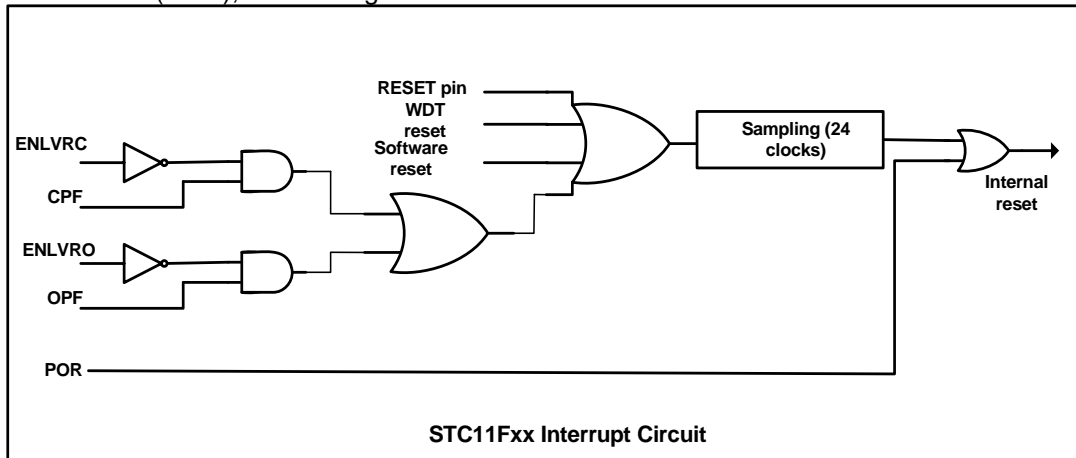 RESET pin
WDT
reset
Software
reset
ENLVRC
CPF
ENLVRO
OPF
POR
Sampling (24
clocks)
Internal
reset
STC11Fxx Interrupt Circuit